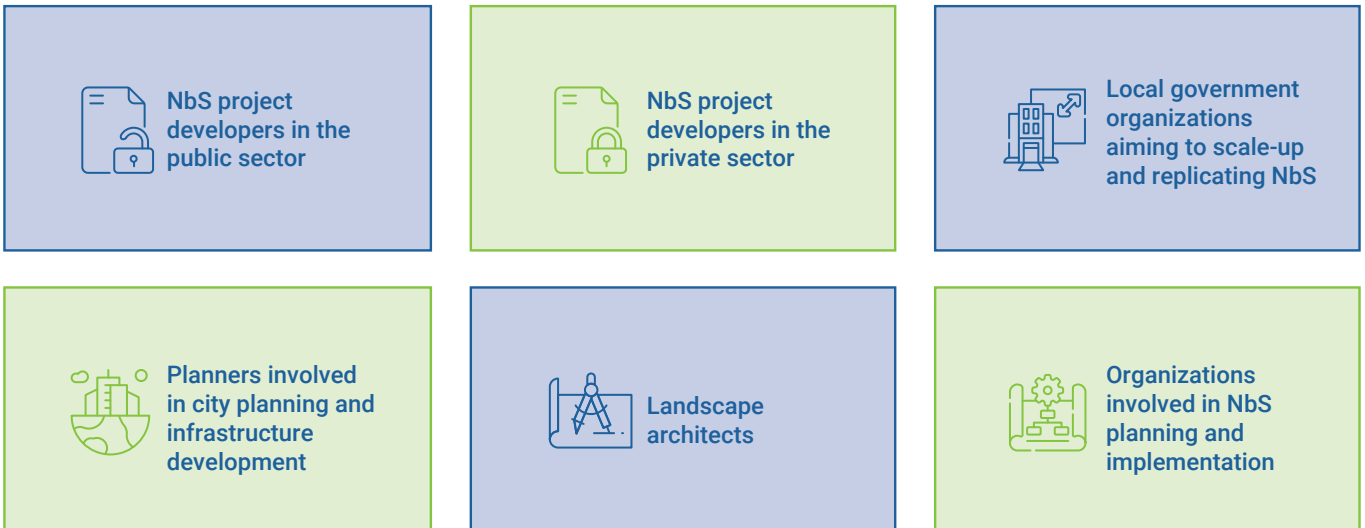 NbS project
developers in the
public sector
NbS project
developers in the
private sector
Local government
organizations
aiming to scale-up
and replicating NbS
Planners involved
in city planning and
infrastructure
development
Landscape
architects
Organizations
involved in NbS
planning and
implementation